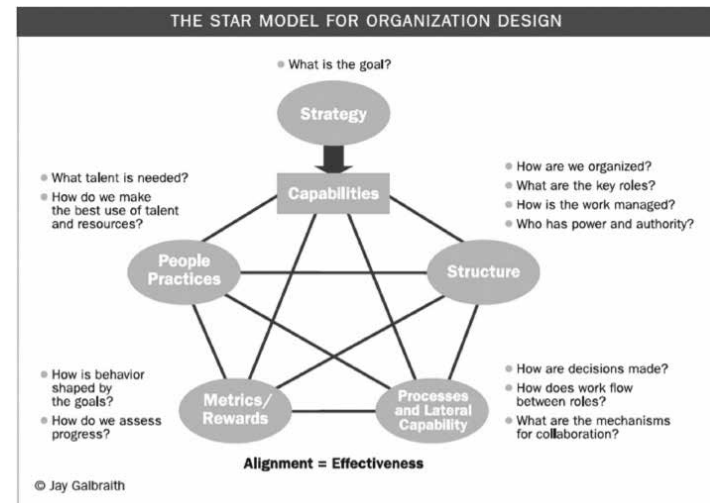 THE STAR MODEL FOR ORGANIZATION DESIGN
What is the goal?
Strategy
Capabilities
What talent is needed?
How do we make
the best use of talent
and resources?
How are we organized?
What are the key roles?
How is the work managed?
Who has power and authority?
People
Practices
Structure
How is behavior
shaped by
the goals?
How do we assess
progress?
Metrics/
Rewards
Processes
and Lateral
Capability
How are decisions made?
How does work flow
between roles?
What are the mechanisms
for collaboration?
Alignment = Effectiveness
© Jay Galbraith